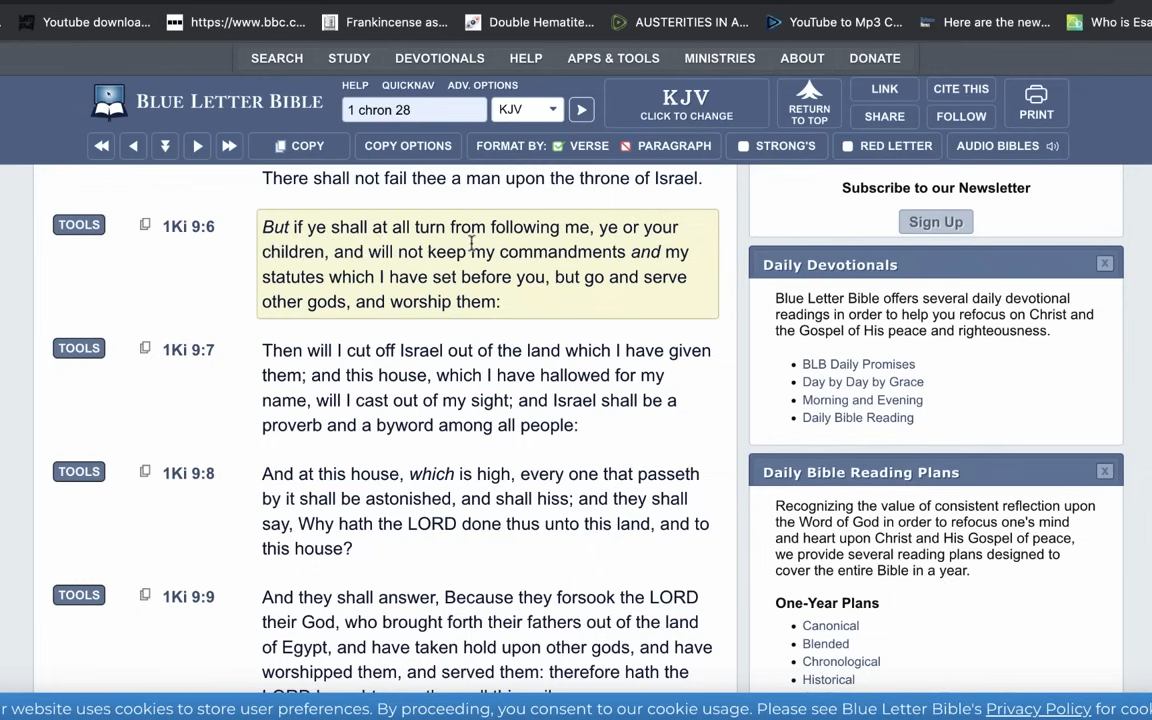 Youtube downloa...
https://www.bbc.c...
Frankincense as...
Double Hematite...
AUSTERITIES IN A...
YouTube to Mp3 C...
Here are the new...
Who is Esa
SEARCH STUDY DEVOTIONALS HELP APPS & TOOLS MINISTRIES ABOUT DONATE
BLUE LETTER BIBLE
HELP QUICKNAV ADV. OPTIONS
1 chron 28
KJV
KJV
CLICK TO CHANGE
RETURN
TO TOP
LINK
CITE THIS
SHARE
FOLLOW
PRINT
COPY
COPY OPTIONS
FORMAT BY: VERSE PARAGRAPH
STRONG'S
RED LETTER
AUDIO BIBLES
There shall not fail thee a man upon the throne of Israel.
TOOLS
1Ki 9:6
But if ye shall at all turn from following me, ye or your
children, and will not keep my commandments and my
statutes which I have set before you, but go and serve
other gods, and worship them:
TOOLS
1Ki 9:7
Then will I cut off Israel out of the land which I have given
them; and this house, which I have hallowed for my
name, will I cast out of my sight; and Israel shall be a
proverb and a byword among all people:
TOOLS
1Ki 9:8
And at this house, which is high, every one that passeth
by it shall be astonished, and shall hiss; and they shall
say, Why hath the LORD done thus unto this land, and to
this house?
TOOLS
1Ki 9:9
And they shall answer, Because they forsook the LORD
their God, who brought forth their fathers out of the land
of Egypt, and have taken hold upon other gods, and have
worshipped them, and served them: therefore hath the
Subscribe to our Newsletter
Sign Up
Daily Devotionals
X
Blue Letter Bible offers several daily devotional
readings in order to help you refocus on Christ and
the Gospel of His peace and righteousness.
BLB Daily Promises
Day by Day by Grace
Morning and Evening
Daily Bible Reading
Daily Bible Reading Plans
X
Recognizing the value of consistent reflection upon
the Word of God in order to refocus one's mind
and heart upon Christ and His Gospel of peace,
we provide several reading plans designed to
cover the entire Bible in a year.
One-Year Plans
Canonical
Blended
Chronological
Historical
r website uses cookies to store user preferences. By proceeding, you consent to our cookie usage. Please see Blue Letter Bible's Privacy Policy for cook